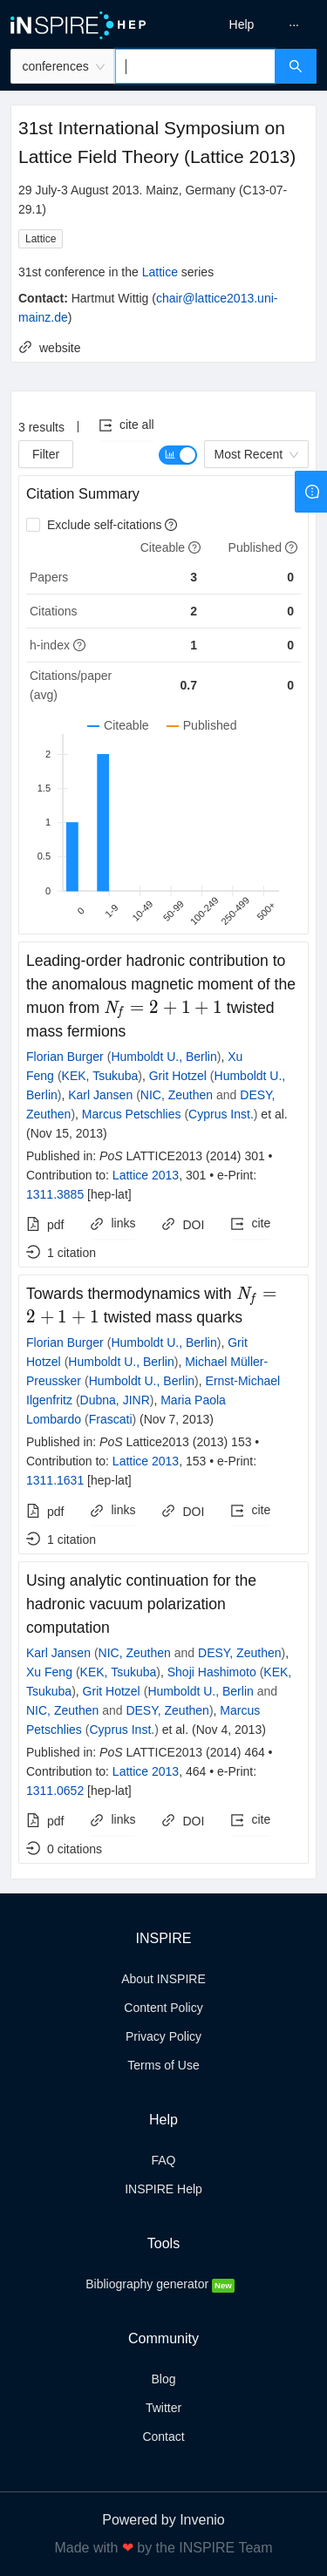 iNSPIRE HEP
Help
...
conferences
31st International Symposium on
Lattice Field Theory (Lattice 2013)
29 July-3 August 2013. Mainz, Germany (C13-07-
29.1)
Lattice
31st conference in the Lattice series
Contact: Hartmut Wittig (chair@lattice2013.uni-
mainz.de)
website
3 results | cite all
Filter
Most Recent
Citation Summary
Exclude self-citations
Citeable Published
Papers 3 0
Citations 2 0
h-index 1 0
Citations/paper
(avg) 0.7 0
Citeable Published
2
1.5
1
0.5
0
0 1-9 10-49 50-99 100-249 250-499 500+
Leading-order hadronic contribution to
the anomalous magnetic moment of the
muon from N_f = 2 + 1 + 1 twisted
mass fermions
Florian Burger (Humboldt U., Berlin), Xu
Feng (KEK, Tsukuba), Grit Hotzel (Humboldt U.,
Berlin), Karl Jansen (NIC, Zeuthen and DESY,
Zeuthen), Marcus Petschlies (Cyprus Inst.) et al.
(Nov 15, 2013)
Published in: PoS LATTICE2013 (2014) 301 •
Contribution to: Lattice 2013, 301 • e-Print:
1311.3885 [hep-lat]
pdf links DOI cite
1 citation
Towards thermodynamics with N_f =
2 + 1 + 1 twisted mass quarks
Florian Burger (Humboldt U., Berlin), Grit
Hotzel (Humboldt U., Berlin), Michael Müller-
Preussker (Humboldt U., Berlin), Ernst-Michael
Ilgenfritz (Dubna, JINR), Maria Paola
Lombardo (Frascati) (Nov 7, 2013)
Published in: PoS Lattice2013 (2013) 153 •
Contribution to: Lattice 2013, 153 • e-Print:
1311.1631 [hep-lat]
pdf links DOI cite
1 citation
Using analytic continuation for the
hadronic vacuum polarization
computation
Karl Jansen (NIC, Zeuthen and DESY, Zeuthen),
Xu Feng (KEK, Tsukuba), Shoji Hashimoto (KEK,
Tsukuba), Grit Hotzel (Humboldt U., Berlin and
NIC, Zeuthen and DESY, Zeuthen), Marcus
Petschlies (Cyprus Inst.) et al. (Nov 4, 2013)
Published in: PoS LATTICE2013 (2014) 464 •
Contribution to: Lattice 2013, 464 • e-Print:
1311.0652 [hep-lat]
pdf links DOI cite
0 citations
INSPIRE
About INSPIRE
Content Policy
Privacy Policy
Terms of Use
Help
FAQ
INSPIRE Help
Tools
Bibliography generator New
Community
Blog
Twitter
Contact
Powered by Invenio
Made with ❤ by the INSPIRE Team